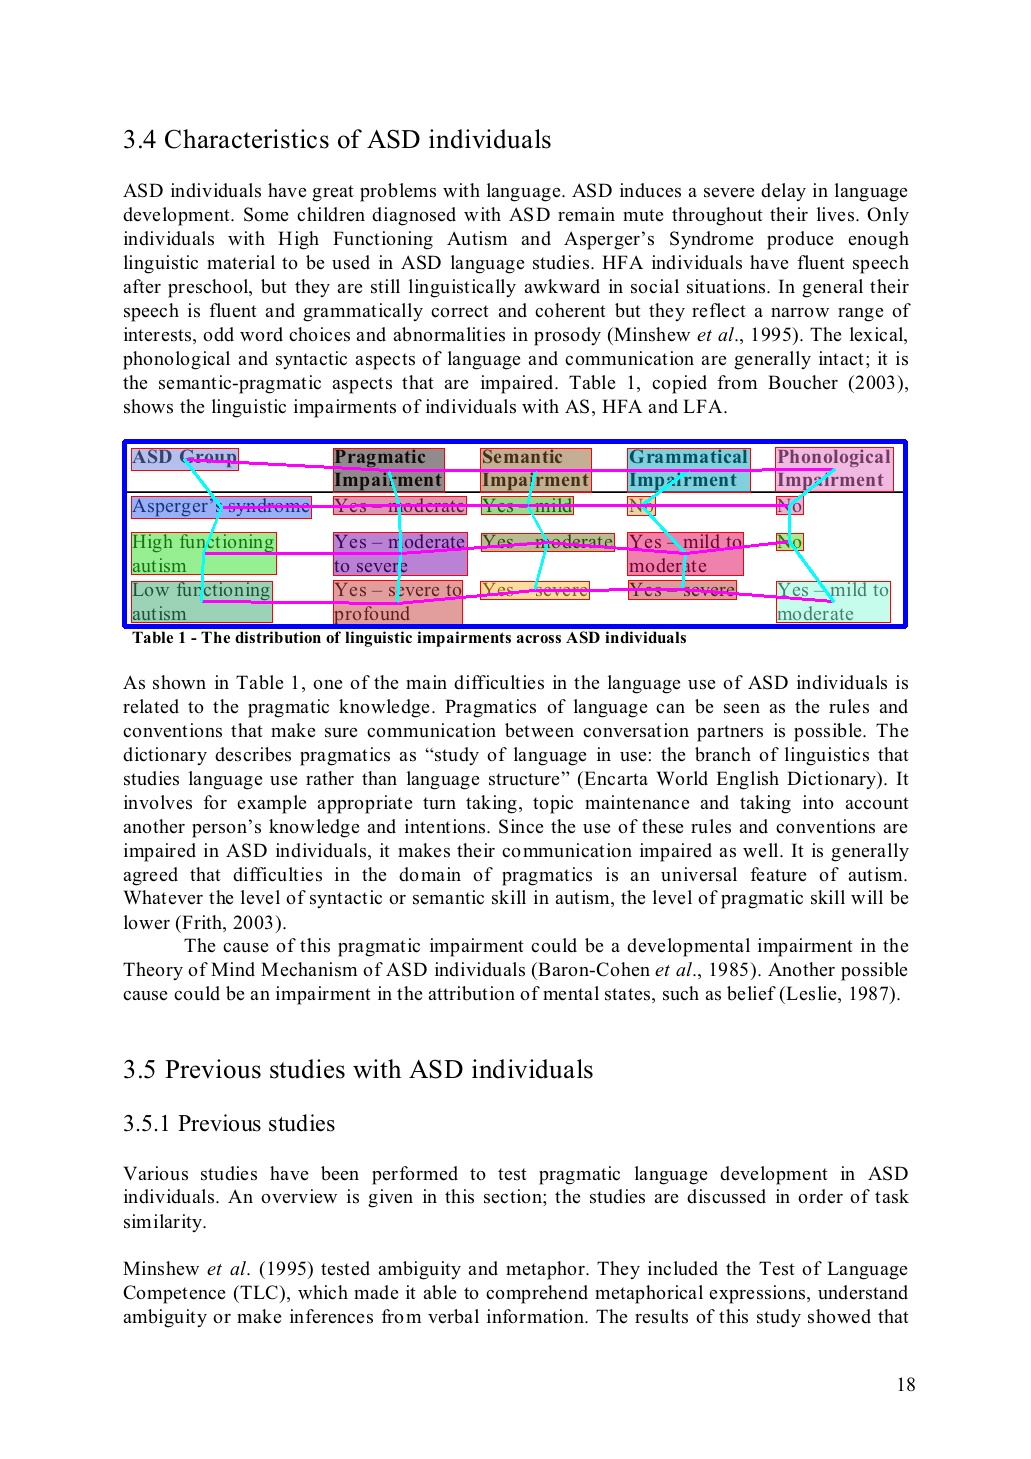 3.4 Characteristics of ASD individuals
ASD individuals have great problems with language. ASD induces a severe delay in language
development. Some children diagnosed with ASD remain mute throughout their lives. Only
individuals with High Functioning Autism and Asperger’s Syndrome produce enough
linguistic material to be used in ASD language studies. HFA individuals have fluent speech
after preschool, but they are still linguistically awkward in social situations. In general their
speech is fluent and grammatically correct and coherent but they reflect a narrow range of
interests, odd word choices and abnormalities in prosody (Minshew et al., 1995). The lexical,
phonological and syntactic aspects of language and communication are generally intact; it is
the semantic-pragmatic aspects that are impaired. Table 1, copied from Boucher (2003),
shows the linguistic impairments of individuals with AS, HFA and LFA.
ASD Group Pragmatic Semantic Grammatical Phonological
Impairment Impairment Impairment Impairment
Asperger’s syndrome Yes – moderate Yes – mild No No
High functioning Yes – moderate Yes – moderate Yes – mild to No
autism to severe moderate
Low functioning Yes – severe to Yes – severe Yes – severe Yes – mild to
autism profound moderate
Table 1 - The distribution of linguistic impairments across ASD individuals
As shown in Table 1, one of the main difficulties in the language use of ASD individuals is
related to the pragmatic knowledge. Pragmatics of language can be seen as the rules and
conventions that make sure communication between conversation partners is possible. The
dictionary describes pragmatics as “study of language in use: the branch of linguistics that
studies language use rather than language structure” (Encarta World English Dictionary). It
involves for example appropriate turn taking, topic maintenance and taking into account
another person’s knowledge and intentions. Since the use of these rules and conventions are
impaired in ASD individuals, it makes their communication impaired as well. It is generally
agreed that difficulties in the domain of pragmatics is an universal feature of autism.
Whatever the level of syntactic or semantic skill in autism, the level of pragmatic skill will be
lower (Frith, 2003).
The cause of this pragmatic impairment could be a developmental impairment in the
Theory of Mind Mechanism of ASD individuals (Baron-Cohen et al., 1985). Another possible
cause could be an impairment in the attribution of mental states, such as belief (Leslie, 1987).
3.5 Previous studies with ASD individuals
3.5.1 Previous studies
Various studies have been performed to test pragmatic language development in ASD
individuals. An overview is given in this section; the studies are discussed in order of task
similarity.
Minshew et al. (1995) tested ambiguity and metaphor. They included the Test of Language
Competence (TLC), which made it able to comprehend metaphorical expressions, understand
ambiguity or make inferences from verbal information. The results of this study showed that
18